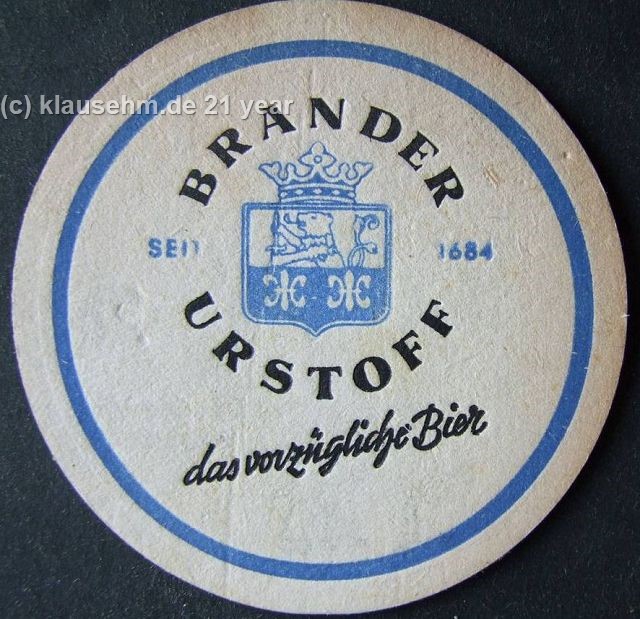 (c) klausehm.de 21 year
BRANDER
SEIT 1684
URSTOFF
das vorzügliche Bier